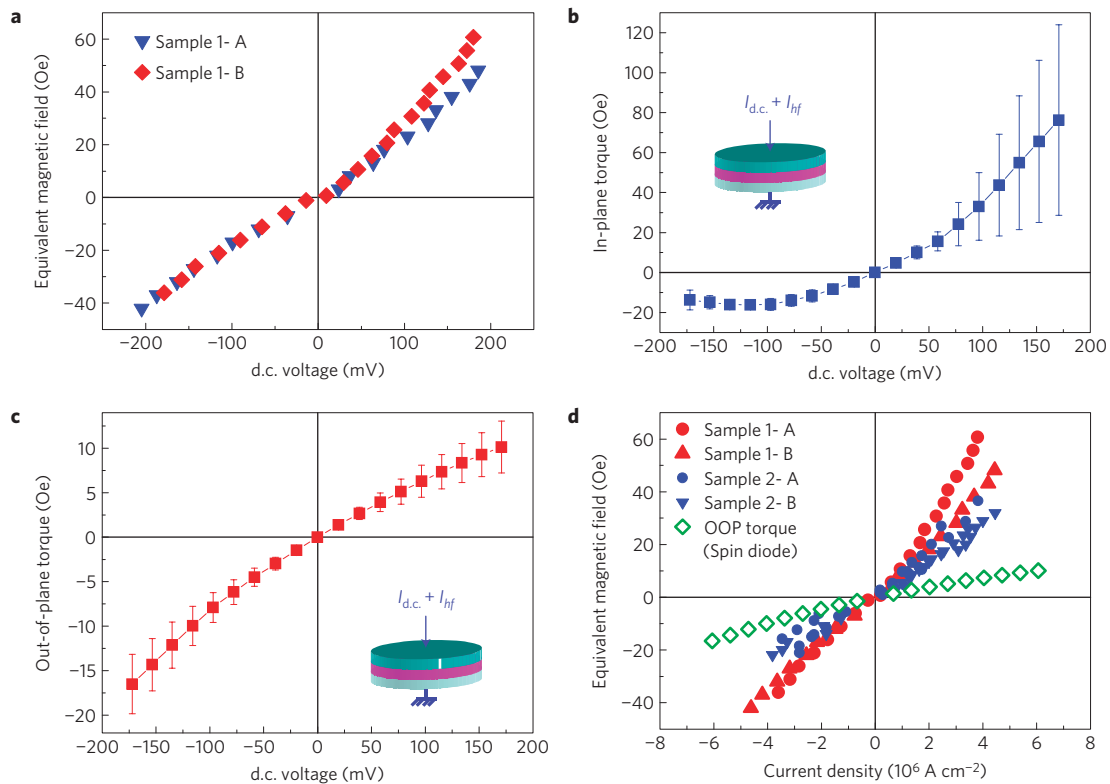 a
Equivalent magnetic field (Oe)
60
40
20
0
−20
−40
Sample 1- A
Sample 1- B
−200 −100 0 100 200
d.c. voltage (mV)
b
In-plane torque (Oe)
120
100
80
60
40
20
0
−20
I d.c. + I hf
−200 −150 −100 −50 0 50 100 150 200
d.c. voltage (mV)
c
Out-of-plane torque (Oe)
10
5
0
−5
−10
−15
−20
I d.c. + I hf
−200 −150 −100 −50 0 50 100 150 200
d.c. voltage (mV)
d
Equivalent magnetic field (Oe)
60
40
20
0
−20
−40
Sample 1- A
Sample 1- B
Sample 2- A
Sample 2- B
OOP torque
(Spin diode)
−8 −6 −4 −2 0 2 4 6 8
Current density (10⁶ A cm⁻²)